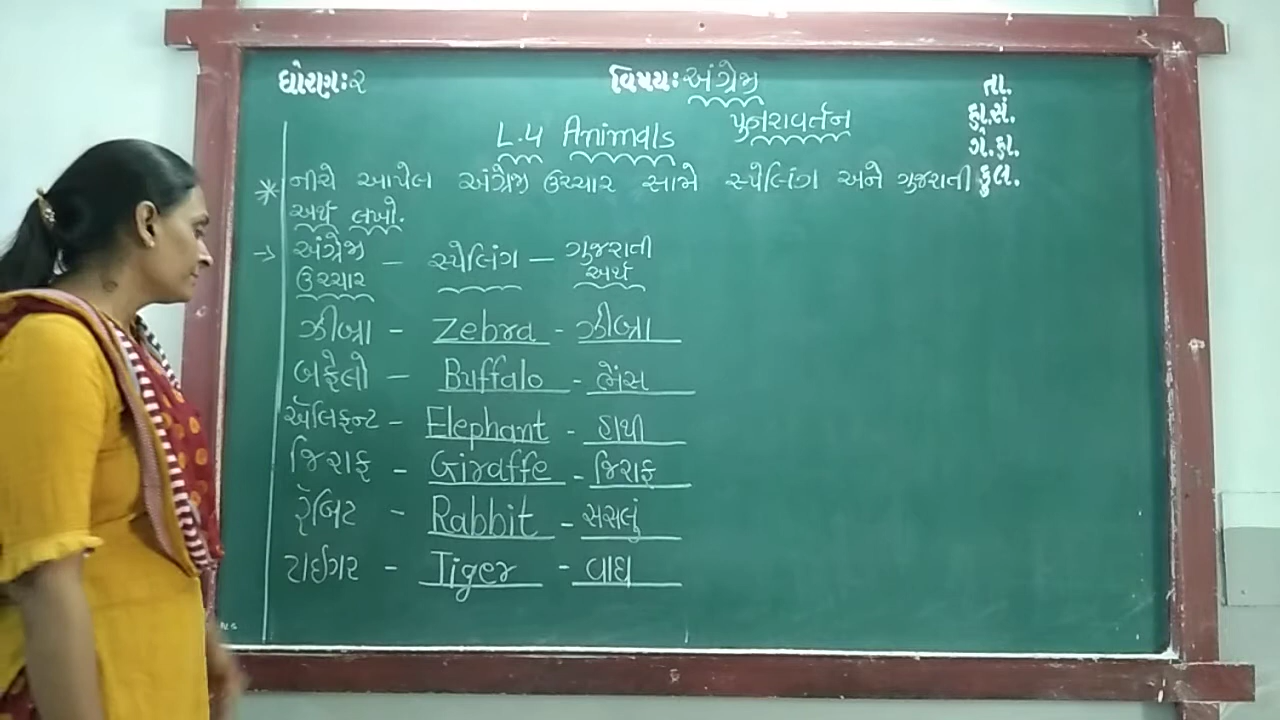 ધોરણ: ૨ વિષય: અંગ્રેજી તા.
પુનરાવર્તન ક્રા.સં.
L.4 Animals ગે.કા.
* નીચે આપેલ અંગ્રેજી ઉચ્ચાર સામે સ્પેલિંગ અને ગુજરાતી કુલ.
અર્થ લખો.
→ અંગ્રેજી ઉચ્ચાર – સ્પેલિંગ – ગુજરાતી અર્થ
ઝીબ્રા – Zebra - ઝીબ્રા
બફેલો – Buffalo - ભેંસ
ઍલિફન્ટ – Elephant - હાથી
જિરાફ – Giraffe - જિરાફ
રૅબિટ - Rabbit - સસલું
ટાઈગર - Tiger - વાઘ